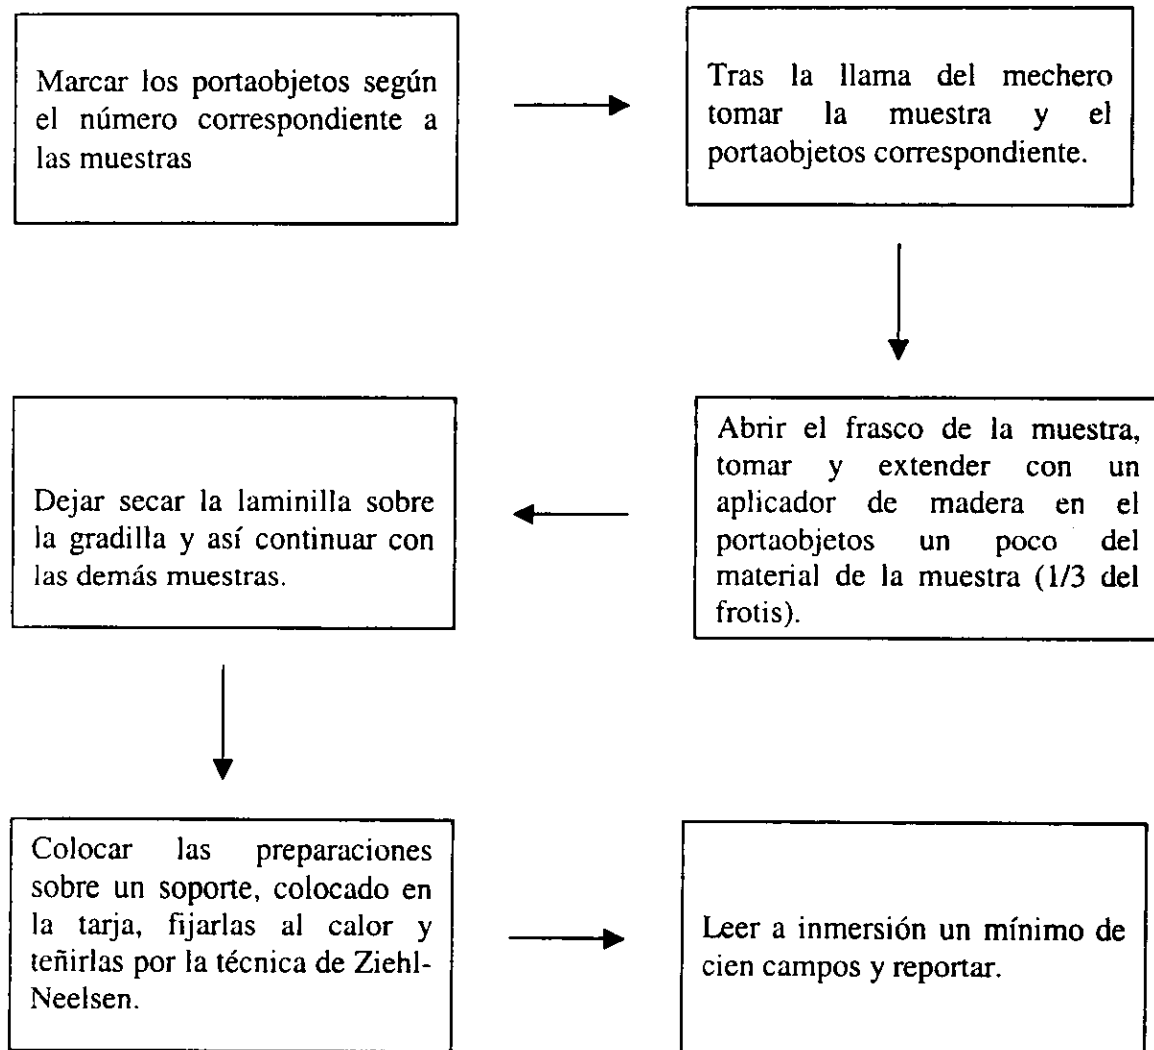 Marcar los portaobjetos según
el número correspondiente a
las muestras
Tras la llama del mechero
tomar la muestra y el
portaobjetos correspondiente.
Abrir el frasco de la muestra,
tomar y extender con un
aplicador de madera en el
portaobjetos un poco del
material de la muestra (1/3 del
frotis).
Dejar secar la laminilla sobre
la gradilla y así continuar con
las demás muestras.
Colocar las preparaciones
sobre un soporte, colocado en
la tarja, fijarlas al calor y
teñirlas por la técnica de Ziehl-
Neelsen.
Leer a inmersión un mínimo de
cien campos y reportar.